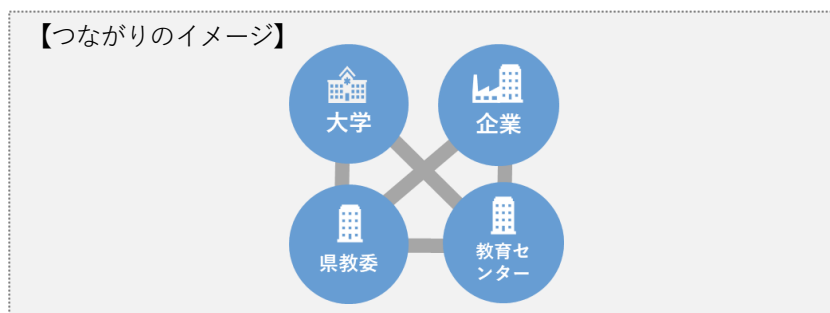 【つながりのイメージ】
大学
企業
県教委
教育セ
ンター